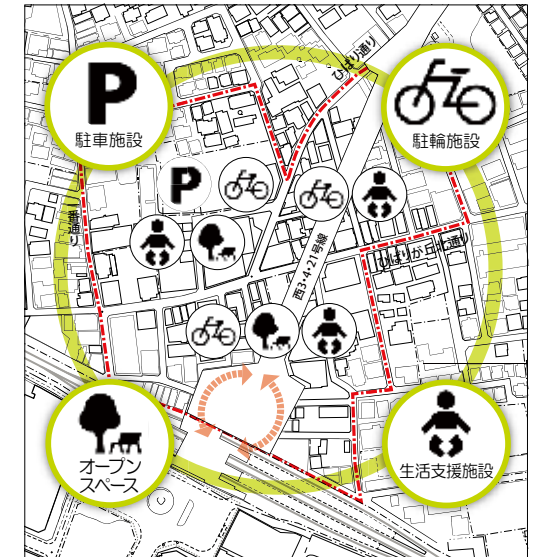 ひばり通り
P
駐車施設
駐輪施設
P
一番通り
西3・4・21号線
ひばりが丘北通り
オープン
スペース
生活支援施設